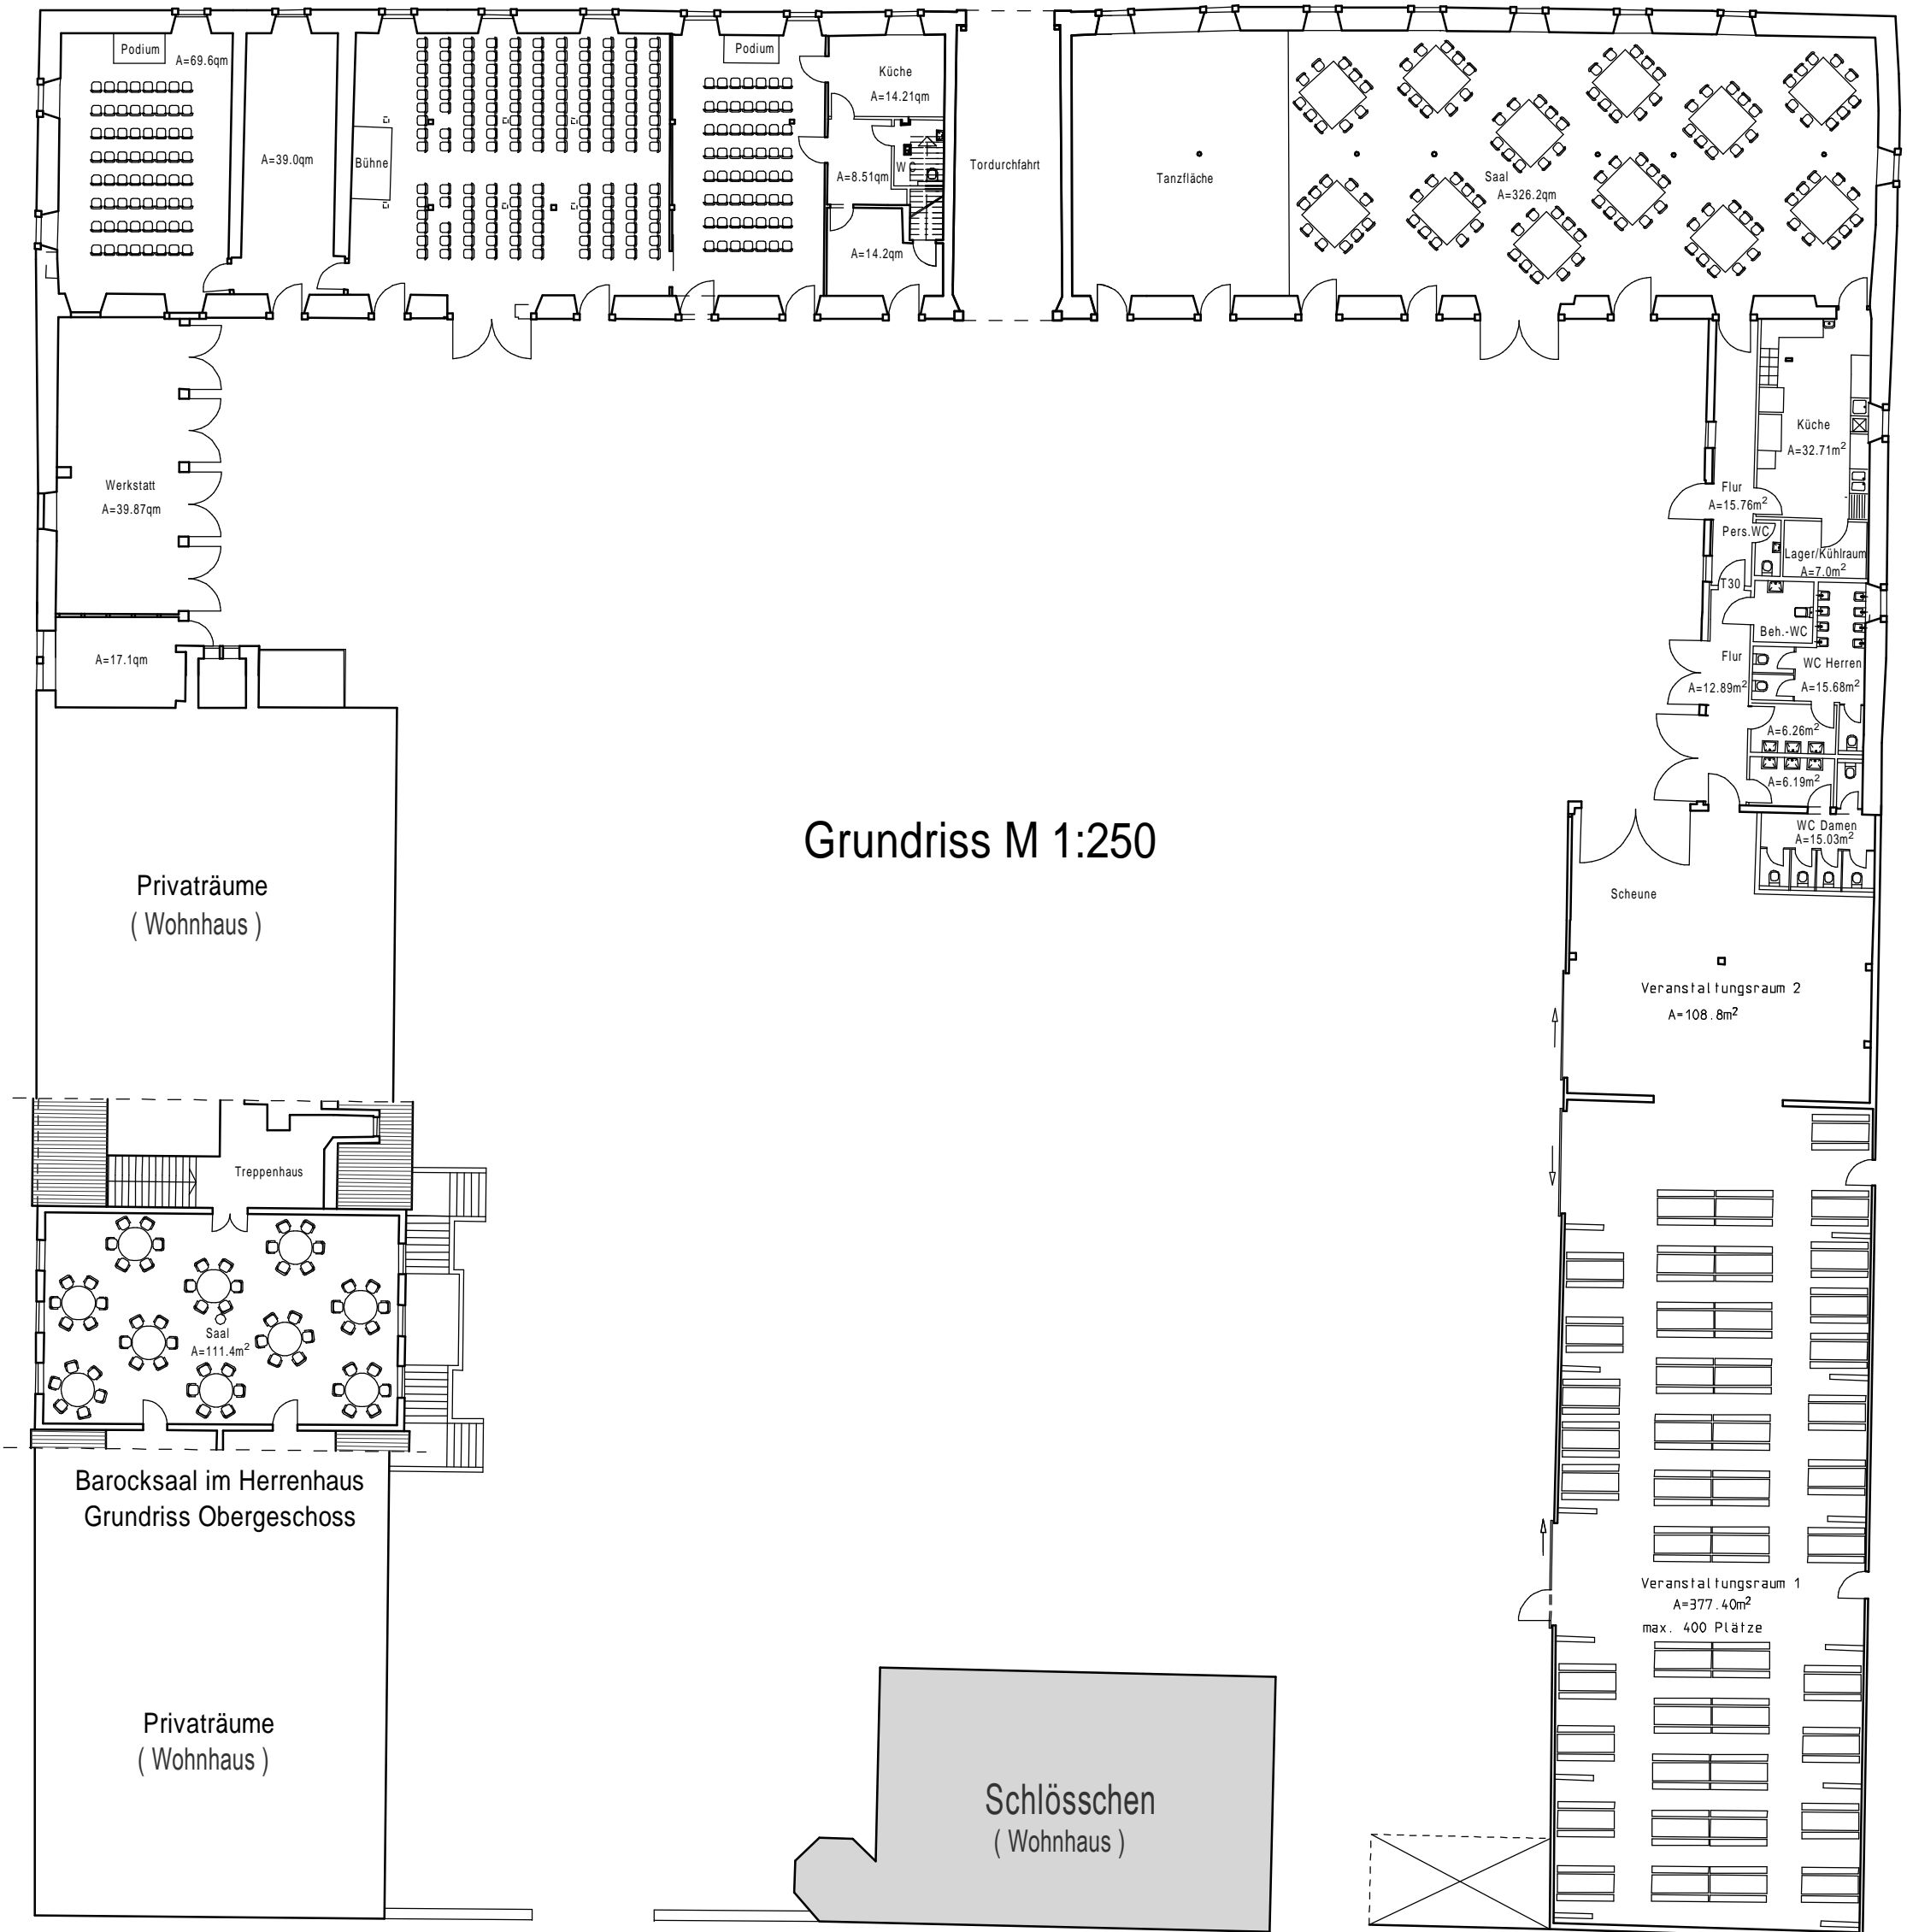 Podium
A=69.6qm
A=39.0qm
Bühne
Podium
Küche
A=14.21qm
WC
A=8.51qm
A=14.2qm
Tordurchfahrt
Tanzfläche
Saal
A=326.2qm
Werkstatt
A=39.87qm
A=17.1qm
Küche
A=32.71m²
Flur
A=15.76m²
Pers.WC
Lager/Kühlraum
A=7.0m²
T30
Beh.-WC
Flur
A=12.89m²
WC Herren
A=15.68m²
A=6.26m²
A=6.19m²
WC Damen
A=15.03m²
Grundriss M 1:250
Privaträume
( Wohnhaus )
Scheune
Veranstaltungsraum 2
A=108.8m²
Treppenhaus
Saal
A=111.4m²
Barocksaal im Herrenhaus
Grundriss Obergeschoss
Veranstaltungsraum 1
A=377.40m²
max. 400 Plätze
Privaträume
( Wohnhaus )
Schlösschen
( Wohnhaus )